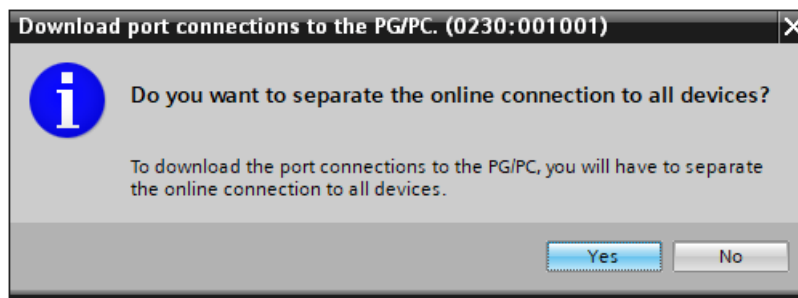 Download port connections to the PG/PC. (0230:001001)
Do you want to separate the online connection to all devices?
To download the port connections to the PG/PC, you will have to separate
the online connection to all devices.
Yes
No